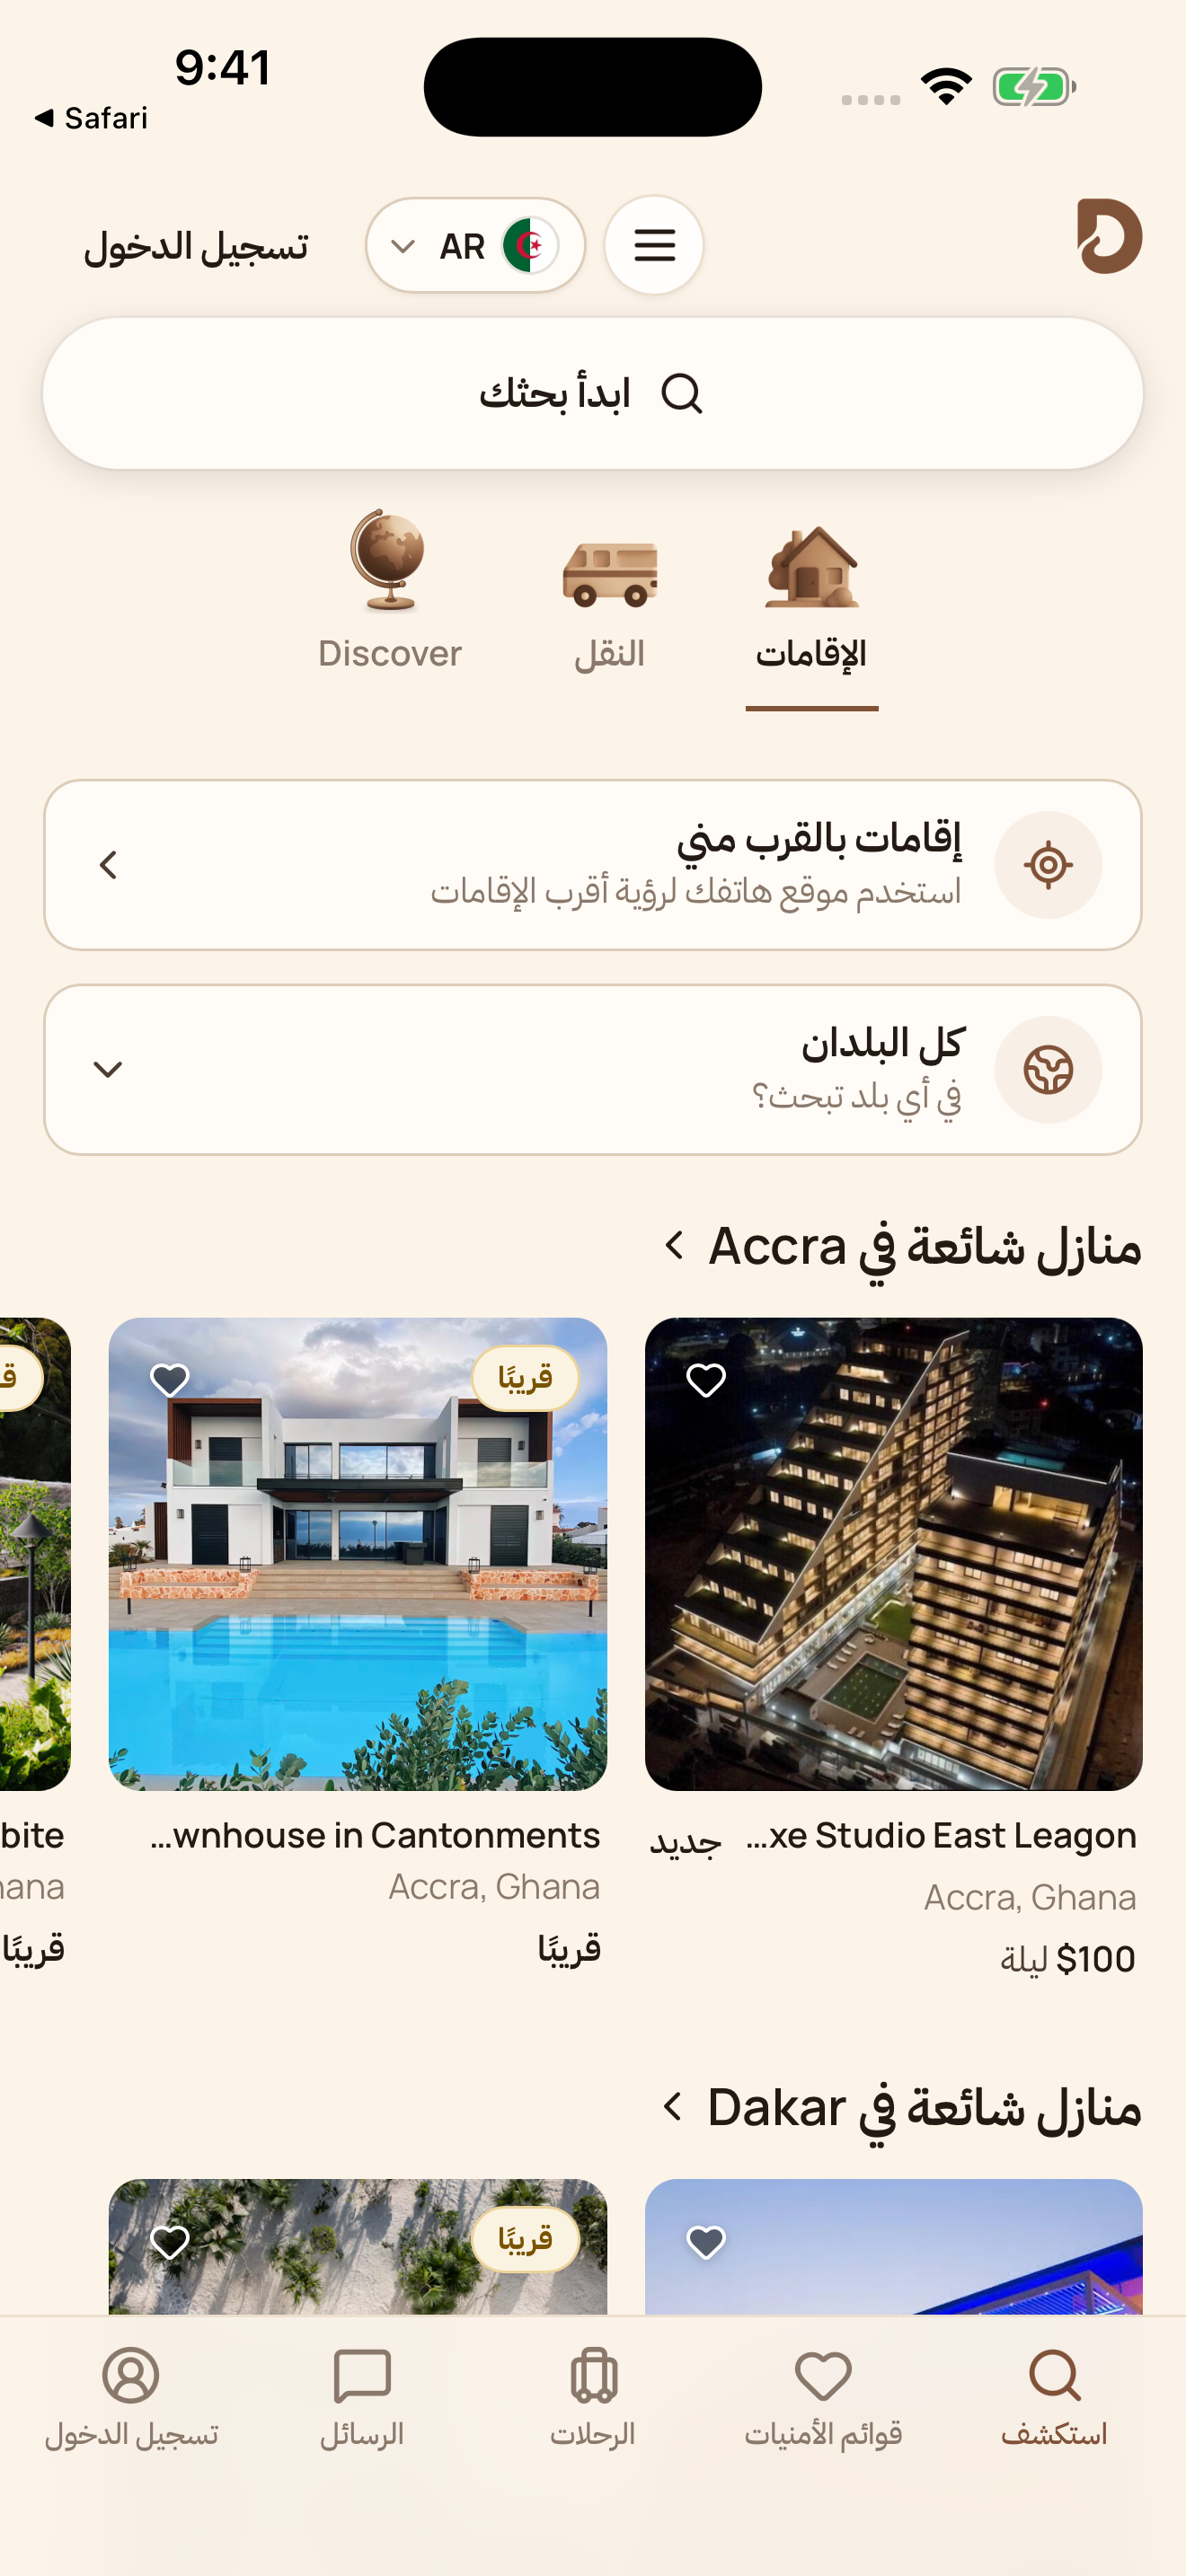 9:41
◀ Safari
AR
تسجيل الدخول
ابدأ بحثك
الإقامات
النقل
Discover
إقامات بالقرب مني
استخدم موقع هاتفك لرؤية أقرب الإقامات
كل البلدان
في أي بلد تبحث؟
منازل شائعة في Accra
قريبًا
...xe Studio East Leagon
جديد
Accra, Ghana
$100 ليلة
...wnhouse in Cantonments
Accra, Ghana
قريبًا
bite
قريبًا
منازل شائعة في Dakar
قريبًا
استكشف
قوائم الأمنيات
الرحلات
الرسائل
تسجيل الدخول